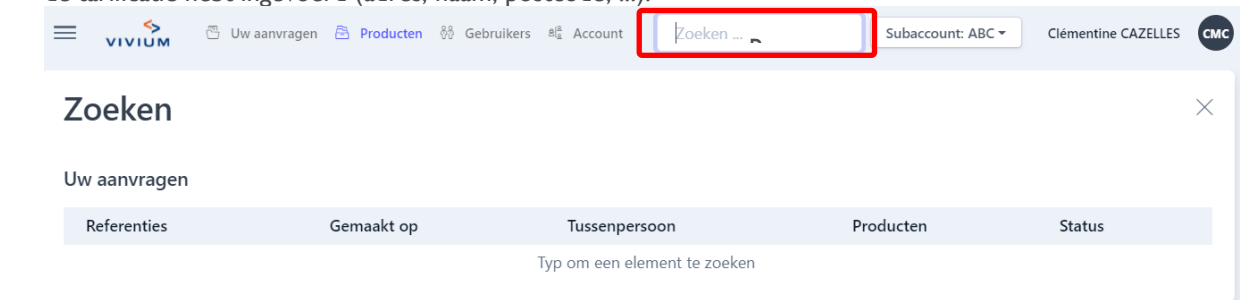 VIVIUM Uw aanvragen Producten Gebruikers Account Zoeken ... Subaccount: ABC Clémentine CAZELLES CMC
Zoeken
Uw aanvragen
Referenties Gemaakt op Tussenpersoon Producten Status
Typ om een element te zoeken